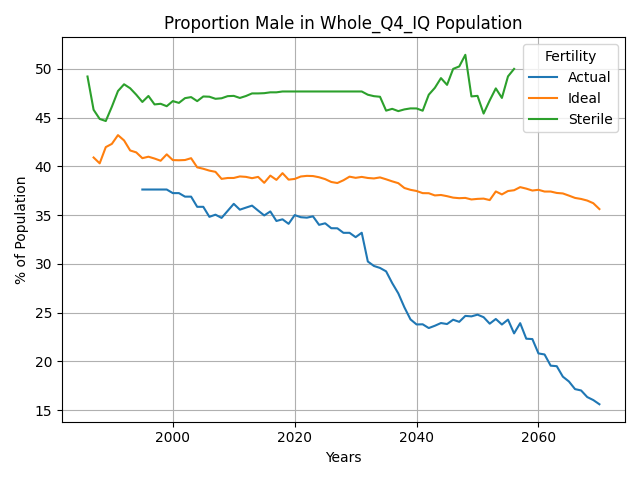 Proportion Male in Whole_Q4_IQ Population
% of Population
50
45
40
35
30
25
20
15
Fertility
Actual
Ideal
Sterile
2000 2020 2040 2060
Years